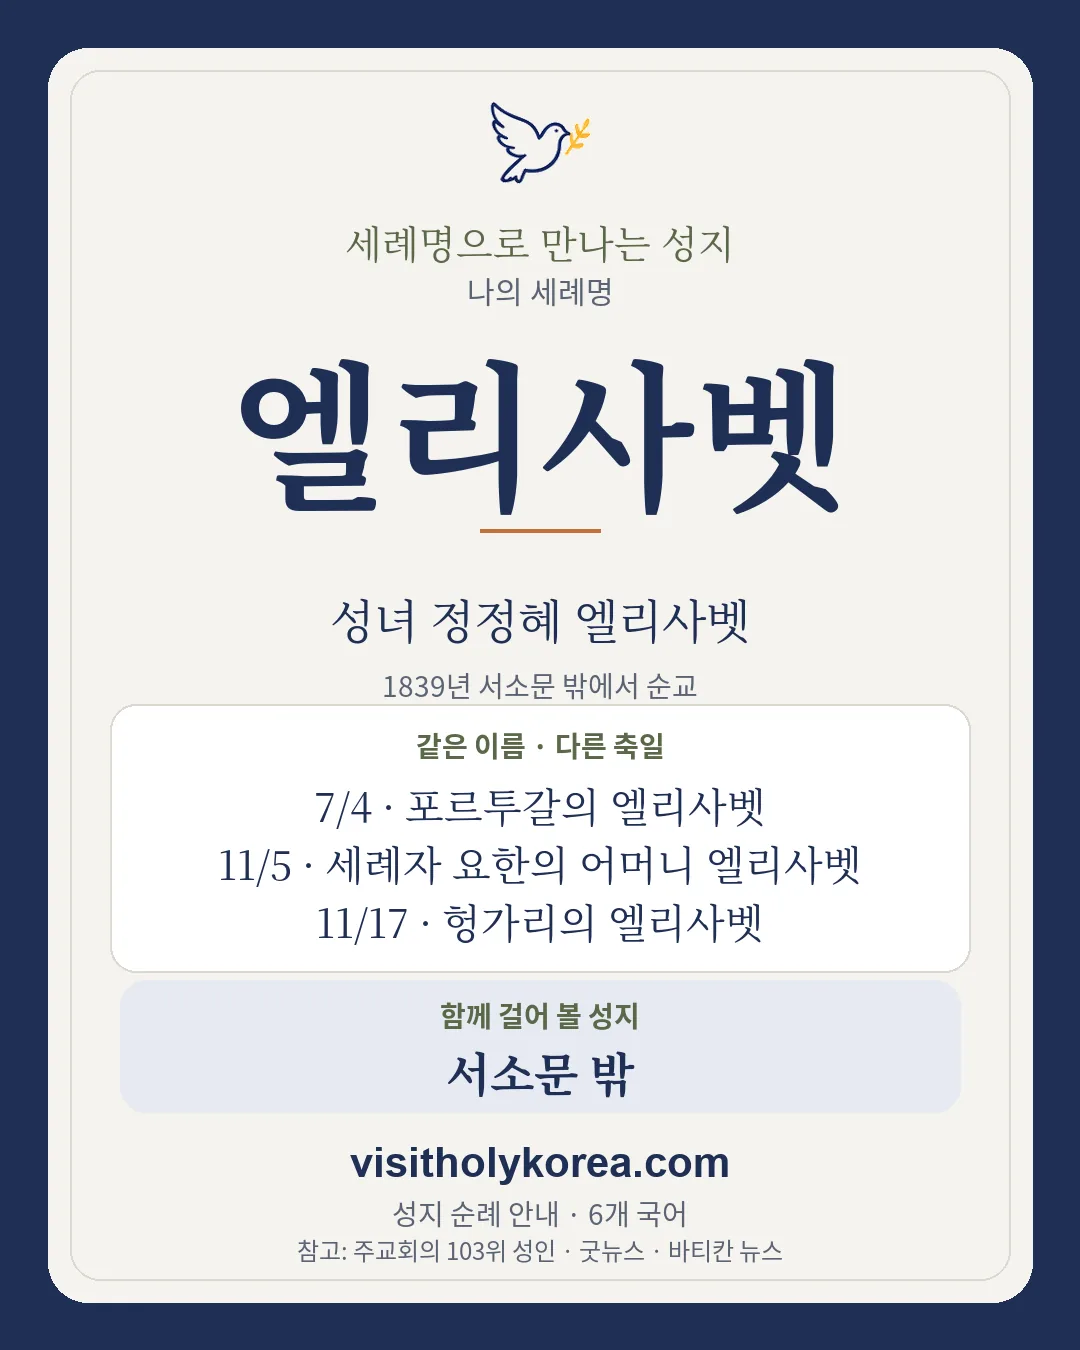 세례명으로 만나는 성지
나의 세례명
엘리사벳
성녀 정정혜 엘리사벳
1839년 서소문 밖에서 순교
같은 이름 · 다른 축일
7/4 · 포르투갈의 엘리사벳
11/5 · 세례자 요한의 어머니 엘리사벳
11/17 · 헝가리의 엘리사벳
함께 걸어 볼 성지
서소문 밖
visitholykorea.com
성지 순례 안내 · 6개 국어
참고: 주교회의 103위 성인 · 굿뉴스 · 바티칸 뉴스